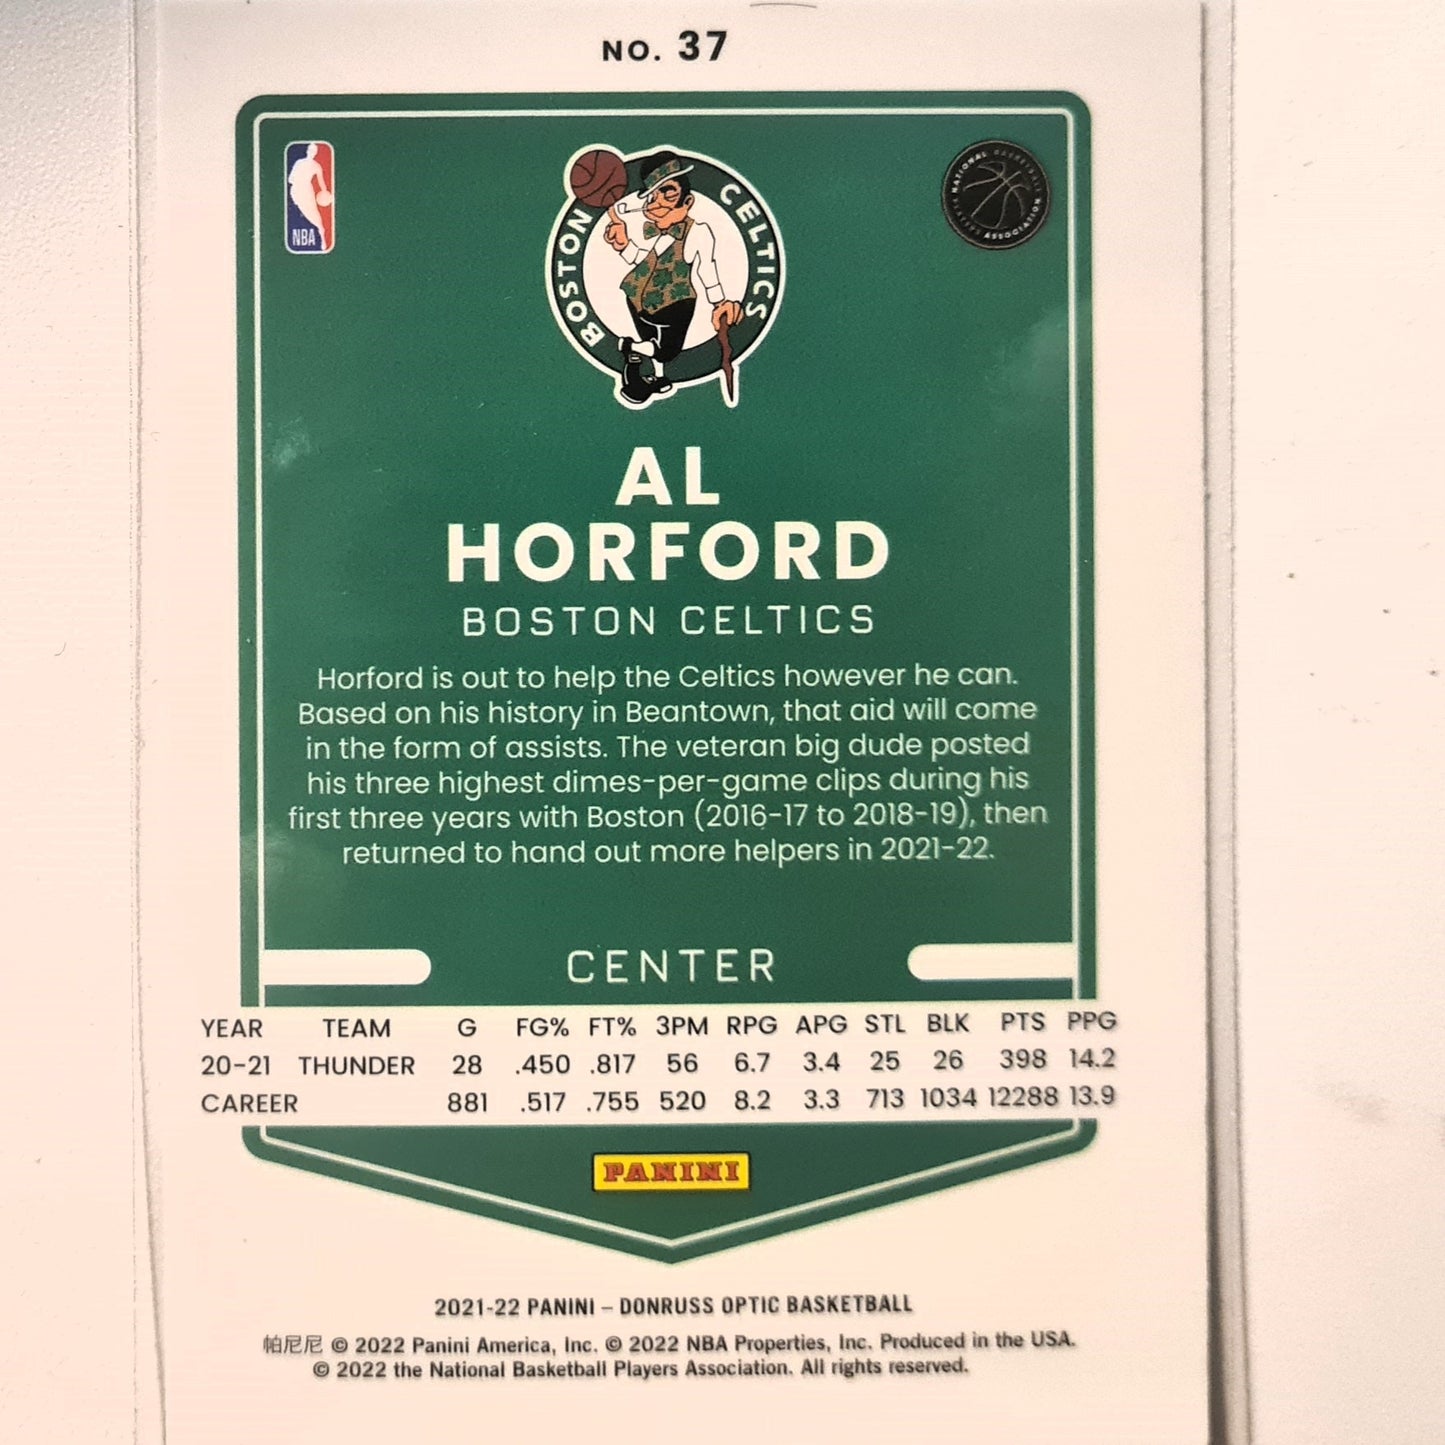 NO. 37
NBA
NATIONAL BASKETBALL PLAYERS ASSOCIATION
BOSTON CELTICS
AL
HORFORD
BOSTON CELTICS
Horford is out to help the Celtics however he can.
Based on his history in Beantown, that aid will come
in the form of assists. The veteran big dude posted
his three highest dimes-per-game clips during his
first three years with Boston (2016-17 to 2018-19), then
returned to hand out more helpers in 2021-22.
CENTER
YEAR TEAM G FG% FT% 3PM RPG APG STL BLK PTS PPG
20-21 THUNDER 28 .450 .817 56 6.7 3.4 25 26 398 14.2
CAREER 881 .517 .755 520 8.2 3.3 713 1034 12288 13.9
PANINI
2021-22 PANINI – DONRUSS OPTIC BASKETBALL
帕尼尼 © 2022 Panini America, Inc. © 2022 NBA Properties, Inc. Produced in the USA.
© 2022 the National Basketball Players Association. All rights reserved.